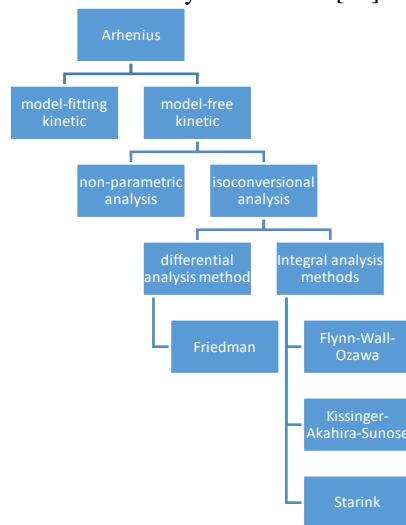 Arhenius
model-fitting
kinetic
model-free
kinetic
non-parametric
analysis
isoconversional
analysis
differential
analysis method
Integral analysis
methods
Friedman
Flynn-Wall-
Ozawa
Kissinger-
Akahira-Sunose
Starink